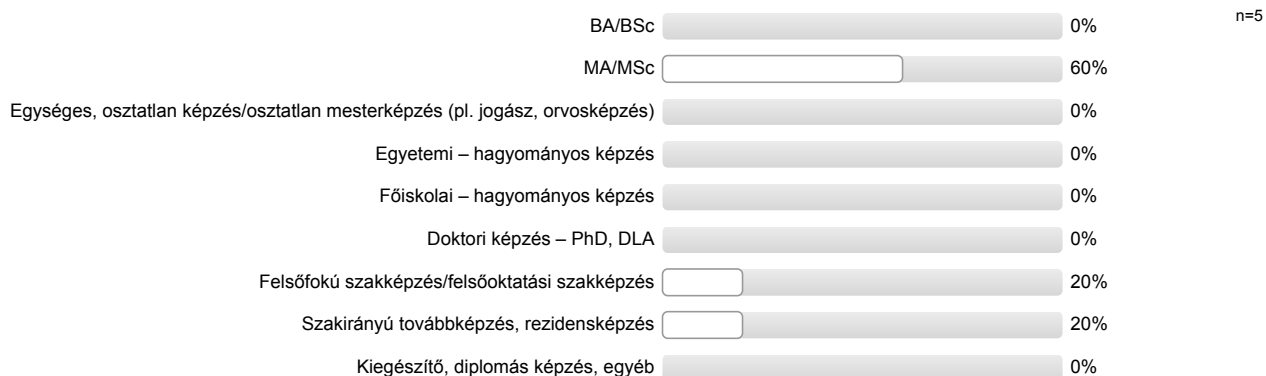 BA/BSc 0% n=5
MA/MSc 60%
Egységes, osztatlan képzés/osztatlan mesterképzés (pl. jogász, orvosképzés) 0%
Egyetemi – hagyományos képzés 0%
Főiskolai – hagyományos képzés 0%
Doktori képzés – PhD, DLA 0%
Felsőfokú szakképzés/felsőoktatási szakképzés 20%
Szakirányú továbbképzés, rezidensképzés 20%
Kiegészítő, diplomás képzés, egyéb 0%